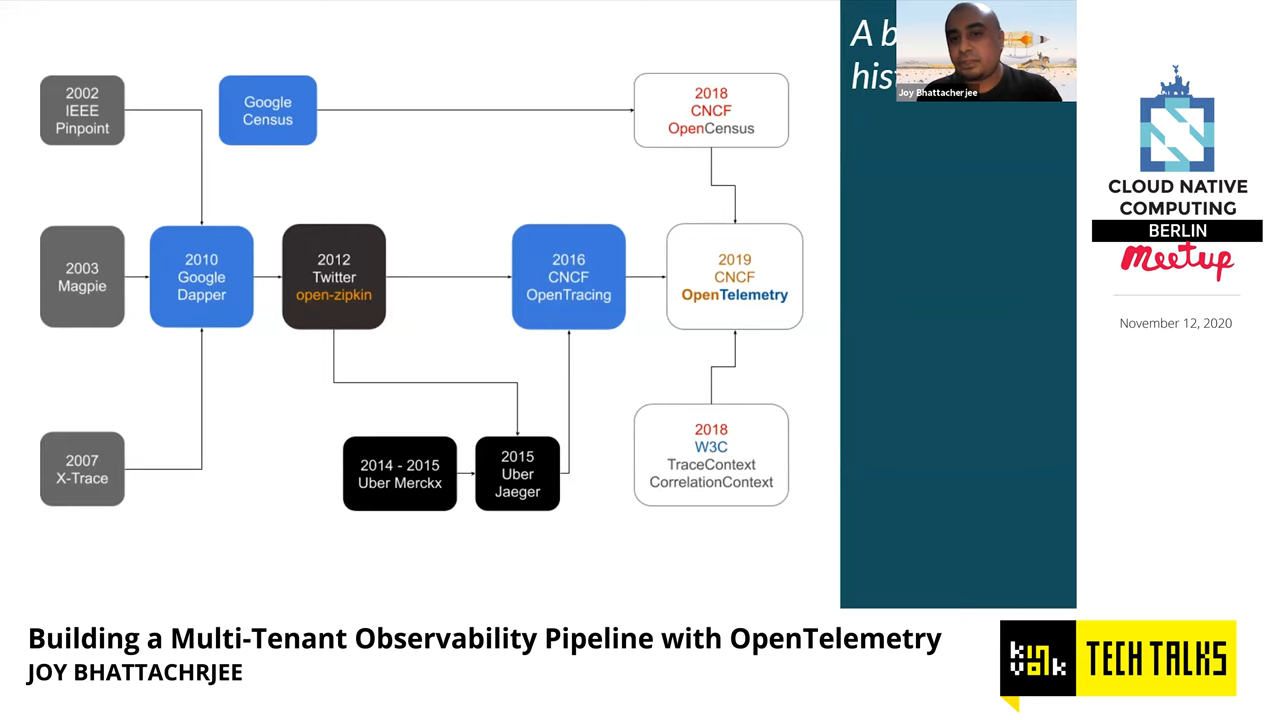 2002
IEEE
Pinpoint
Google
Census
2018
CNCF
OpenCensus
2003
Magpie
2010
Google
Dapper
2012
Twitter
open-zipkin
2016
CNCF
OpenTracing
2019
CNCF
OpenTelemetry
2007
X-Trace
2014 - 2015
Uber Merckx
2015
Uber
Jaeger
2018
W3C
TraceContext
CorrelationContext
A b
his
Joy Bhattacherjee
CLOUD NATIVE
COMPUTING
BERLIN
meetup
November 12, 2020
Building a Multi-Tenant Observability Pipeline with OpenTelemetry
JOY BHATTACHRJEE
kinvolk
TECH TALKS